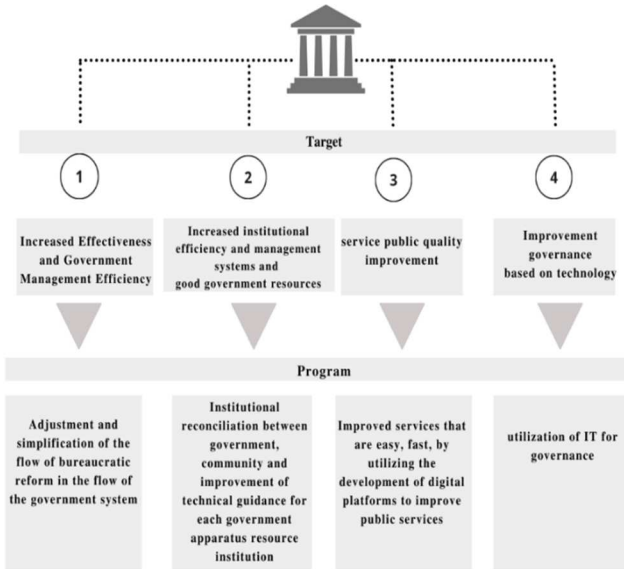 Target
1
2
3
4
Increased Effectiveness
and Government
Management Efficiency
Increased institutional
efficiency and management
systems and
good government resources
service public quality
improvement
Improvement
governance
based on technology
Program
Adjustment and
simplification of the
flow of bureaucratic
reform in the flow of
the government system
Institutional
reconciliation between
government,
community and
improvement of
technical guidance for
each government
apparatus resource
institution
Improved services that
are easy, fast, by
utilizing the
development of digital
platforms to improve
public services
utilization of IT for
governance